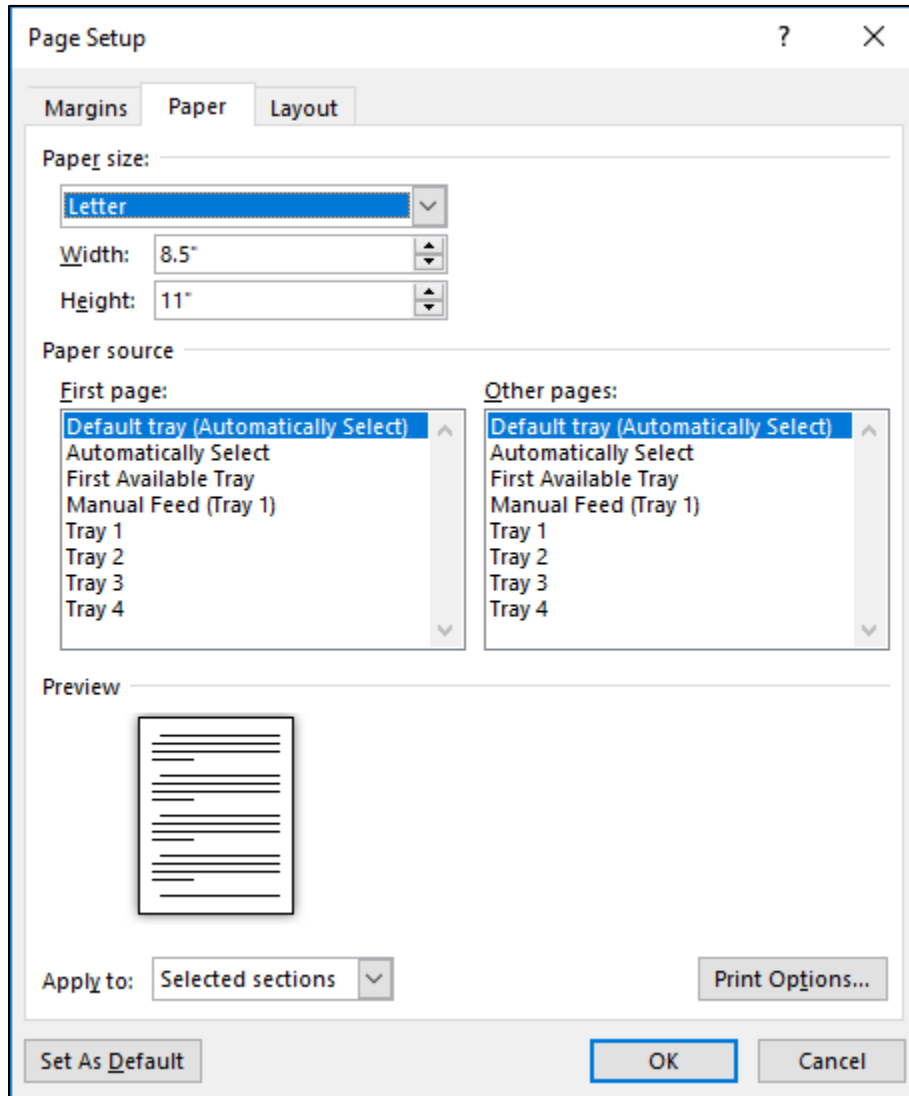 Page Setup ?
Margins Paper Layout
Paper size:
Letter
Width: 8.5"
Height: 11"
Paper source
First page: Other pages:
Default tray (Automatically Select) Default tray (Automatically Select)
Automatically Select Automatically Select
First Available Tray First Available Tray
Manual Feed (Tray 1) Manual Feed (Tray 1)
Tray 1 Tray 1
Tray 2 Tray 2
Tray 3 Tray 3
Tray 4 Tray 4
Preview
Apply to: Selected sections Print Options...
Set As Default OK Cancel